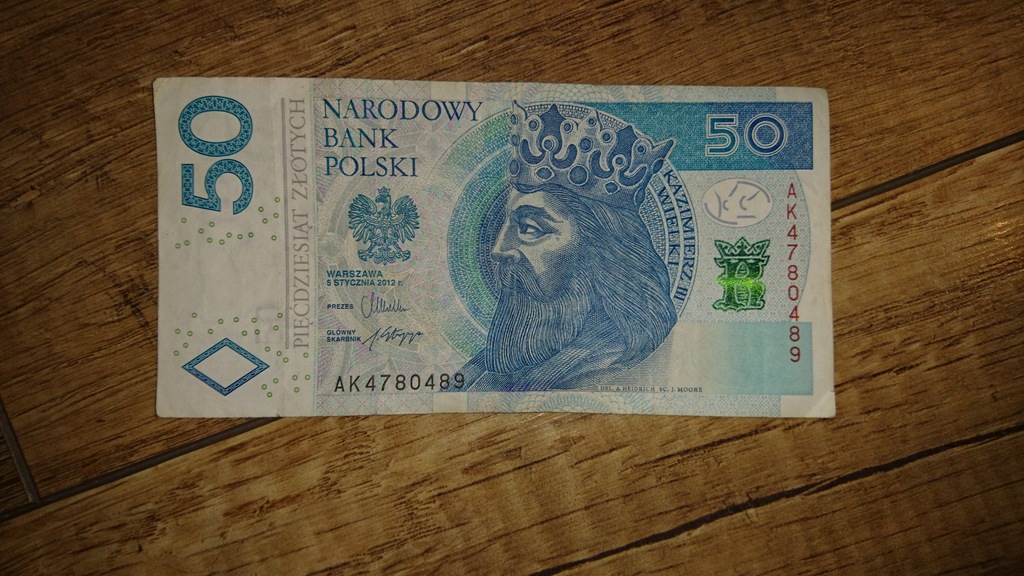 50
PIĘĆDZIESIĄT ZŁOTYCH
NARODOWY
BANK
POLSKI
WARSZAWA
5 STYCZNIA 2012 r.
PREZES
GŁÓWNY
SKARBNIK
AK4780489
KAZIMIERZ III
WIELKI
50
AK4780489
DEL. A.HEIDRICH SC. J. MOORE